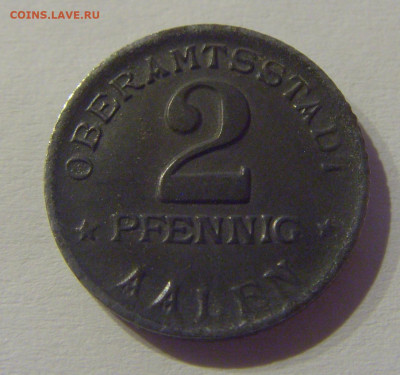 COINS.LAVE.RU
OBERAMTSSTADT
2
PFENNIG
AALEN